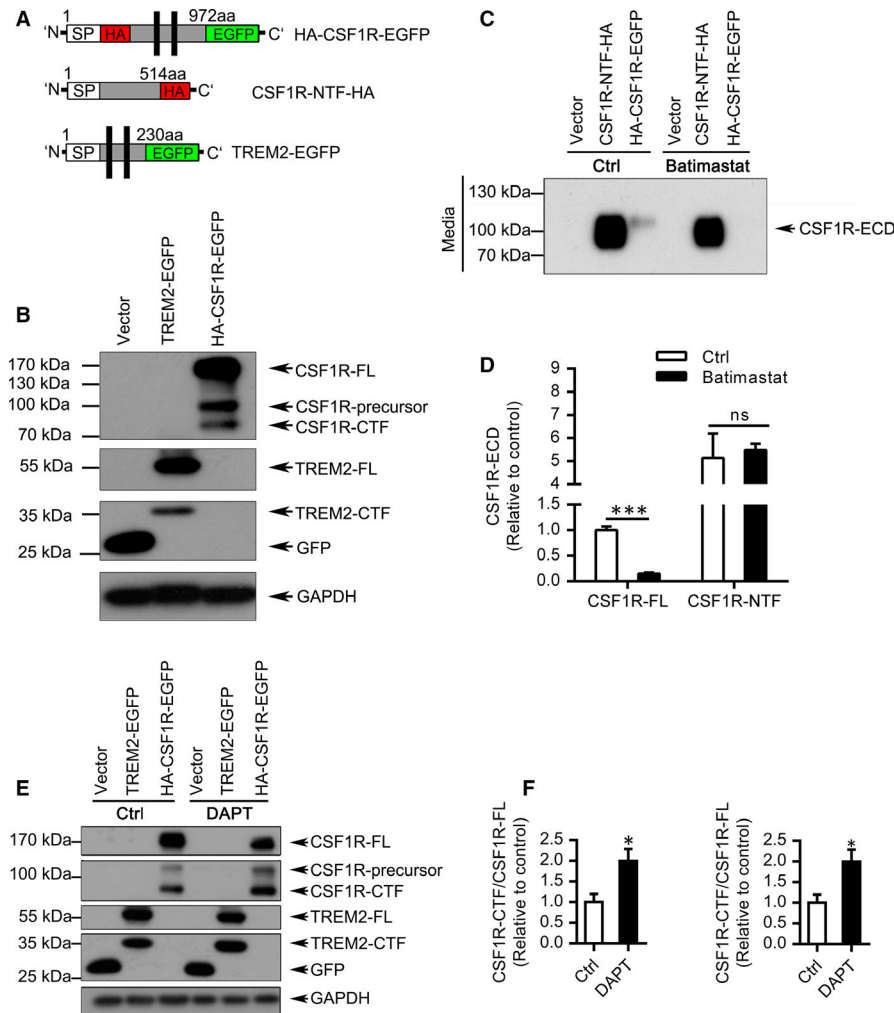 A
1
972aa
'N
SP
HA
EGFP
C'
HA-CSF1R-EGFP
1
514aa
'N
SP
HA
C'
CSF1R-NTF-HA
1
230aa
'N
SP
EGFP
C'
TREM2-EGFP
B
Vector
TREM2-EGFP
HA-CSF1R-EGFP
170 kDa
130 kDa
100 kDa
70 kDa
CSF1R-FL
CSF1R-precursor
CSF1R-CTF
55 kDa
TREM2-FL
35 kDa
25 kDa
TREM2-CTF
GFP
GAPDH
C
Vector
CSF1R-NTF-HA
HA-CSF1R-EGFP
Vector
CSF1R-NTF-HA
HA-CSF1R-EGFP
Ctrl
Batimastat
Media
130 kDa
100 kDa
70 kDa
CSF1R-ECD
D
Ctrl
Batimastat
CSF1R-ECD
(Relative to control)
9
8
7
6
5
4
1.5
1.0
0.5
0.0
***
ns
CSF1R-FL
CSF1R-NTF
E
Vector
TREM2-EGFP
HA-CSF1R-EGFP
Vector
TREM2-EGFP
HA-CSF1R-EGFP
Ctrl
DAPT
170 kDa
100 kDa
55 kDa
35 kDa
25 kDa
CSF1R-FL
CSF1R-precursor
CSF1R-CTF
TREM2-FL
TREM2-CTF
GFP
GAPDH
F
CSF1R-CTF/CSF1R-FL
(Relative to control)
2.5
2.0
1.5
1.0
0.5
0.0
*
Ctrl
DAPT
CSF1R-CTF/CSF1R-FL
(Relative to control)
2.5
2.0
1.5
1.0
0.5
0.0
*
Ctrl
DAPT